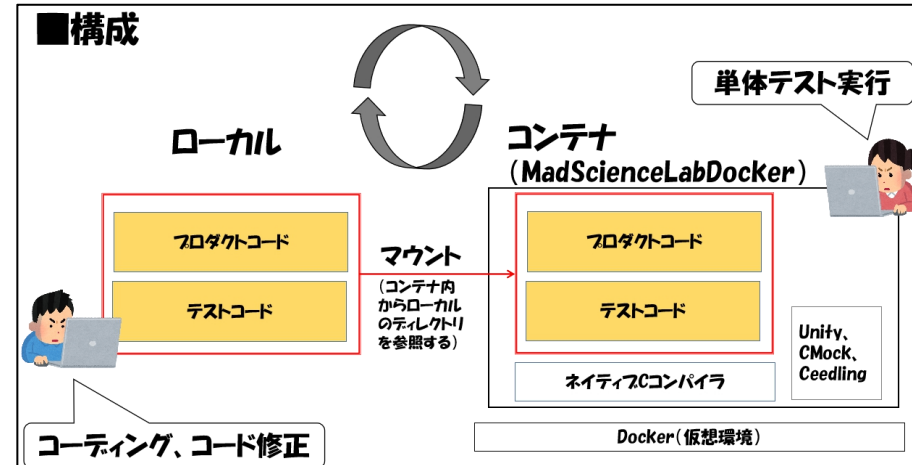 ■構成
単体テスト実行
ローカル
コンテナ
(MadScienceLabDocker)
プロダクトコード
テストコード
マウント
(コンテナ内
からローカル
のディレクトリ
を参照する)
プロダクトコード
テストコード
ネイティブCコンパイラ
Unity、
CMock、
Ceedling
コーディング、コード修正
Docker(仮想環境)